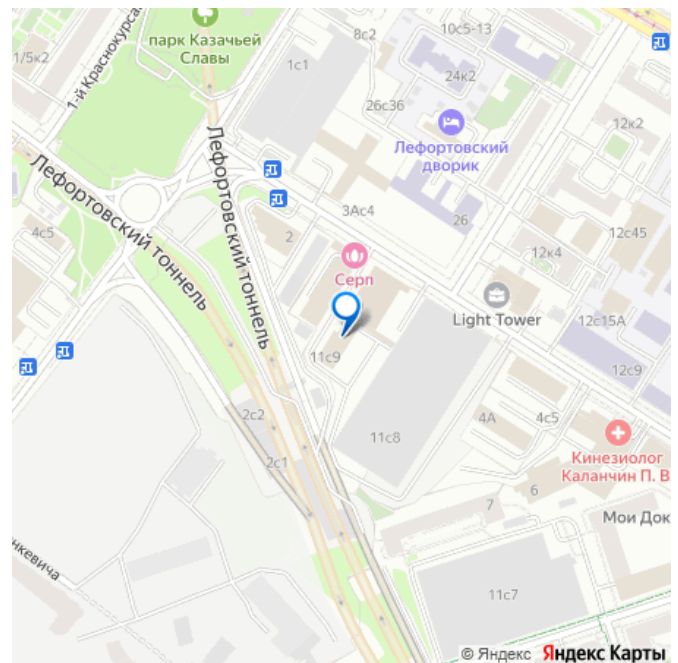 парк Казачьей
Славы
8с2
10с5-13
1/5к2
1-й Краснокурса
1с1
24к2
26с36
12к2
Лефортовский
дворик
Лефортовский тоннель
Лефортовский тоннель
3Ас4
26
4с5
2
12с45
12к4
Серп
Light Tower
12с15А
11с9
12с9
2с2
4А
4с5
11с8
Кинезиолог
Каланчин П. В
2с1
6
7
Мои Док
нкевича
11с7
© Яндекс Яндекс Карты